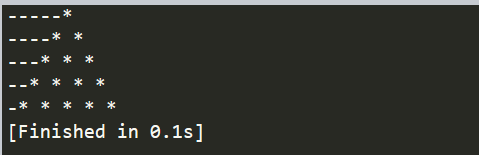 -----*
----* *
---* * *
--* * * *
-* * * * *
[Finished in 0.1s]